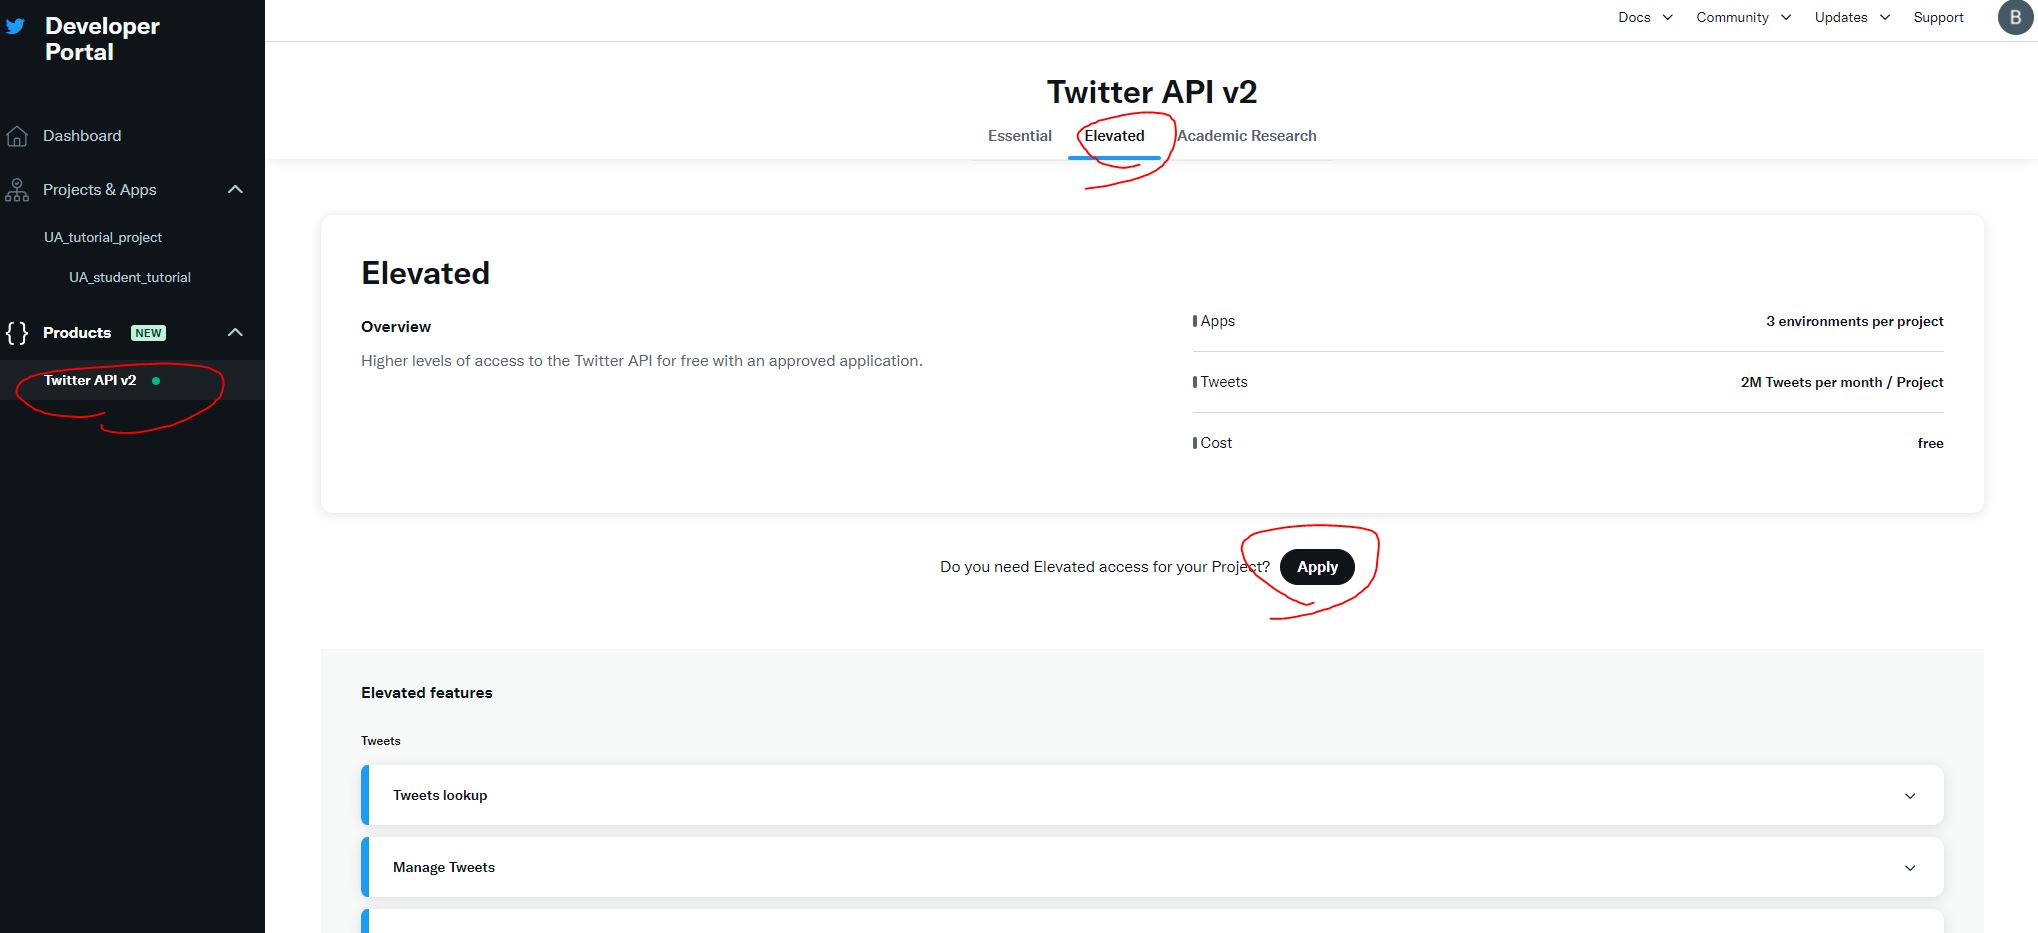 Developer
Portal
Docs
Community
Updates
Support
B
Dashboard
Projects & Apps
UA_tutorial_project
UA_student_tutorial
{ } Products NEW
Twitter API v2
Twitter API v2
Essential
Elevated
Academic Research
Elevated
Overview
Higher levels of access to the Twitter API for free with an approved application.
Apps 3 environments per project
Tweets 2M Tweets per month / Project
Cost free
Do you need Elevated access for your Project? Apply
Elevated features
Tweets
Tweets lookup
Manage Tweets